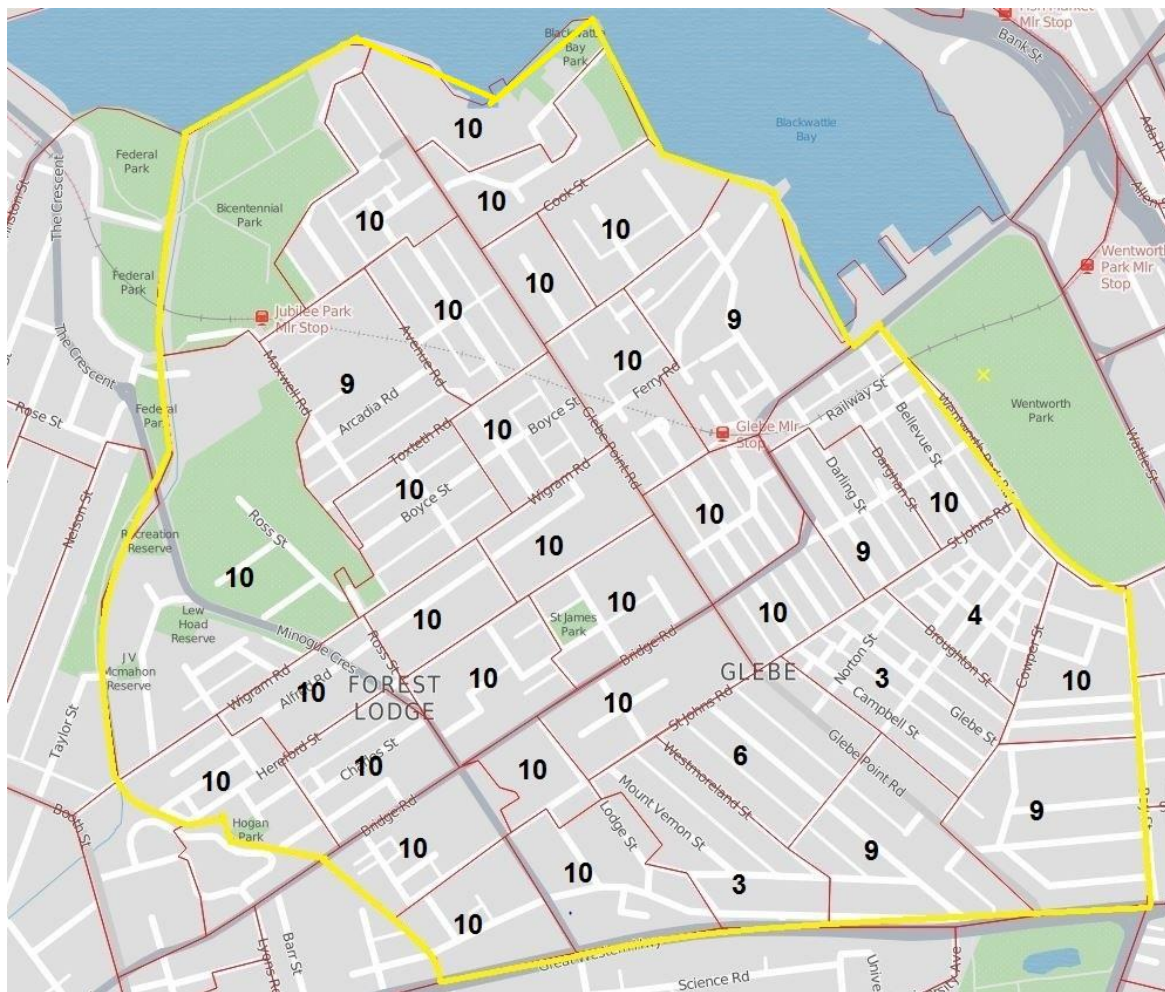 Fish Market
Mlr Stop
Bank St
Blackwattle
Bay
Park
Ada Pl
Blackwattle
Bay
10
Federal
Park
The Crescent
Bicentennial
Park
10
Cook St
10
10
Wentworth
Park Mlr
Stop
Federal
Park
10
Jubilee Park
Mlr Stop
10
9
The Crescent
Avenue Rd
Maxwell Rd
9
10
Ferry Rd
Railway St
Arcadia Rd
Wentworth
Park
Rose St
Federal
Park
Toxteth Rd
10
Boyce St
Glebe Point Rd
Glebe Mlr
Stop
Bellevue St
Wattle St
Nelson St
10
Boyce St
Wigram Rd
Darling St
Darghan St
10
10
St Johns Rd
Ross St
Recreation
Reserve
10
9
10
Lew
Hoad
Reserve
10
10
St James
Park
10
4
Minogue Cres
Ross St
Bridge Rd
Broughton St
Cowper St
J V
Mcmahon
Reserve
Wigram Rd
Alfred Rd
10
FOREST
LODGE
10
GLEBE
Norton St
3
10
Taylor St
10
St Johns Rd
Campbell St
Glebe St
Hereford St
Charles St
10
10
10
6
Westmoreland St
Glebe Point Rd
Mount Vernon St
Booth St
Hogan
Park
Bridge Rd
Lodge St
9
10
10
9
3
10
Lyons Rd
Barr St
Great Western Hwy
Science Rd